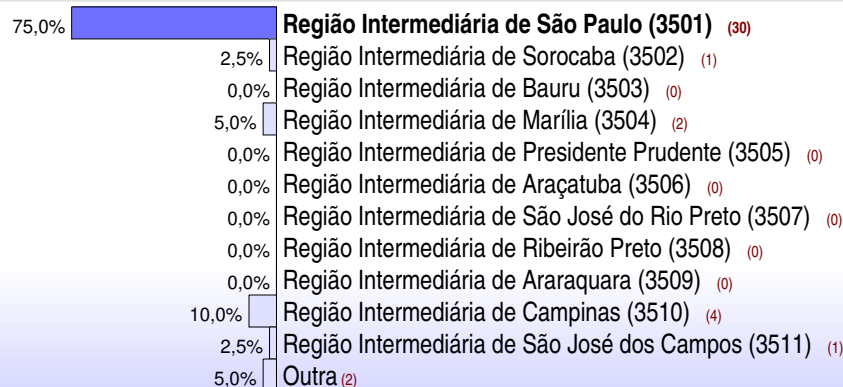 75,0% Região Intermediária de São Paulo (3501) (30)
2,5% Região Intermediária de Sorocaba (3502) (1)
0,0% Região Intermediária de Bauru (3503) (0)
5,0% Região Intermediária de Marília (3504) (2)
0,0% Região Intermediária de Presidente Prudente (3505) (0)
0,0% Região Intermediária de Araçatuba (3506) (0)
0,0% Região Intermediária de São José do Rio Preto (3507) (0)
0,0% Região Intermediária de Ribeirão Preto (3508) (0)
0,0% Região Intermediária de Araraquara (3509) (0)
10,0% Região Intermediária de Campinas (3510) (4)
2,5% Região Intermediária de São José dos Campos (3511) (1)
5,0% Outra (2)